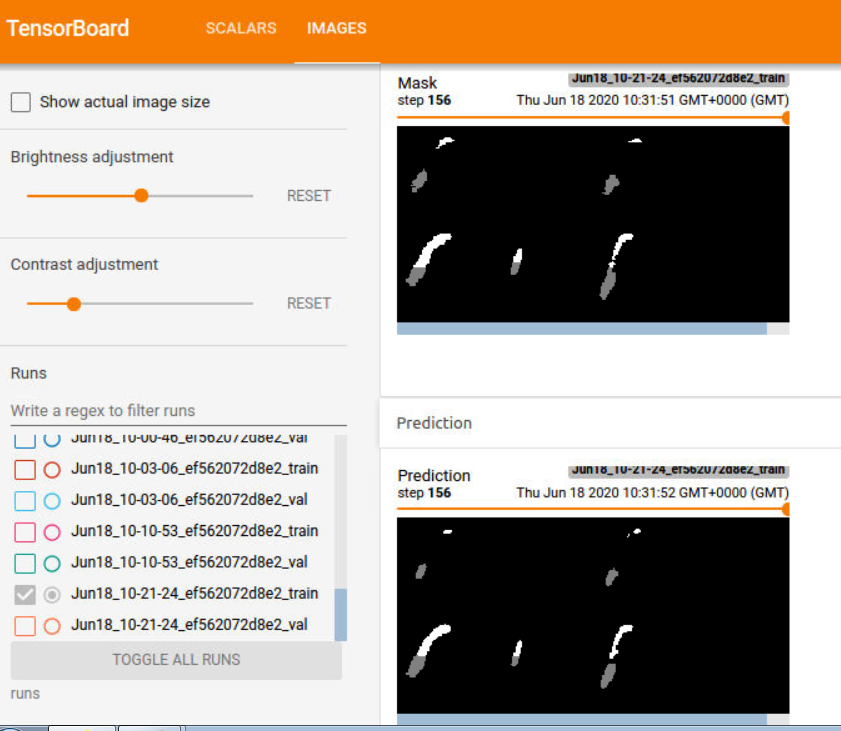 TensorBoard SCALARS IMAGES
Show actual image size
Brightness adjustment
RESET
Contrast adjustment
RESET
Runs
Write a regex to filter runs
Jun18_10-00-46_ef562072d8e2_val
Jun18_10-03-06_ef562072d8e2_train
Jun18_10-03-06_ef562072d8e2_val
Jun18_10-10-53_ef562072d8e2_train
Jun18_10-10-53_ef562072d8e2_val
Jun18_10-21-24_ef562072d8e2_train
Jun18_10-21-24_ef562072d8e2_val
TOGGLE ALL RUNS
runs
Mask Jun18_10-21-24_ef562072d8e2_train
step 156 Thu Jun 18 2020 10:31:51 GMT+0000 (GMT)
Prediction
Prediction Jun18_10-21-24_ef562072d8e2_train
step 156 Thu Jun 18 2020 10:31:52 GMT+0000 (GMT)